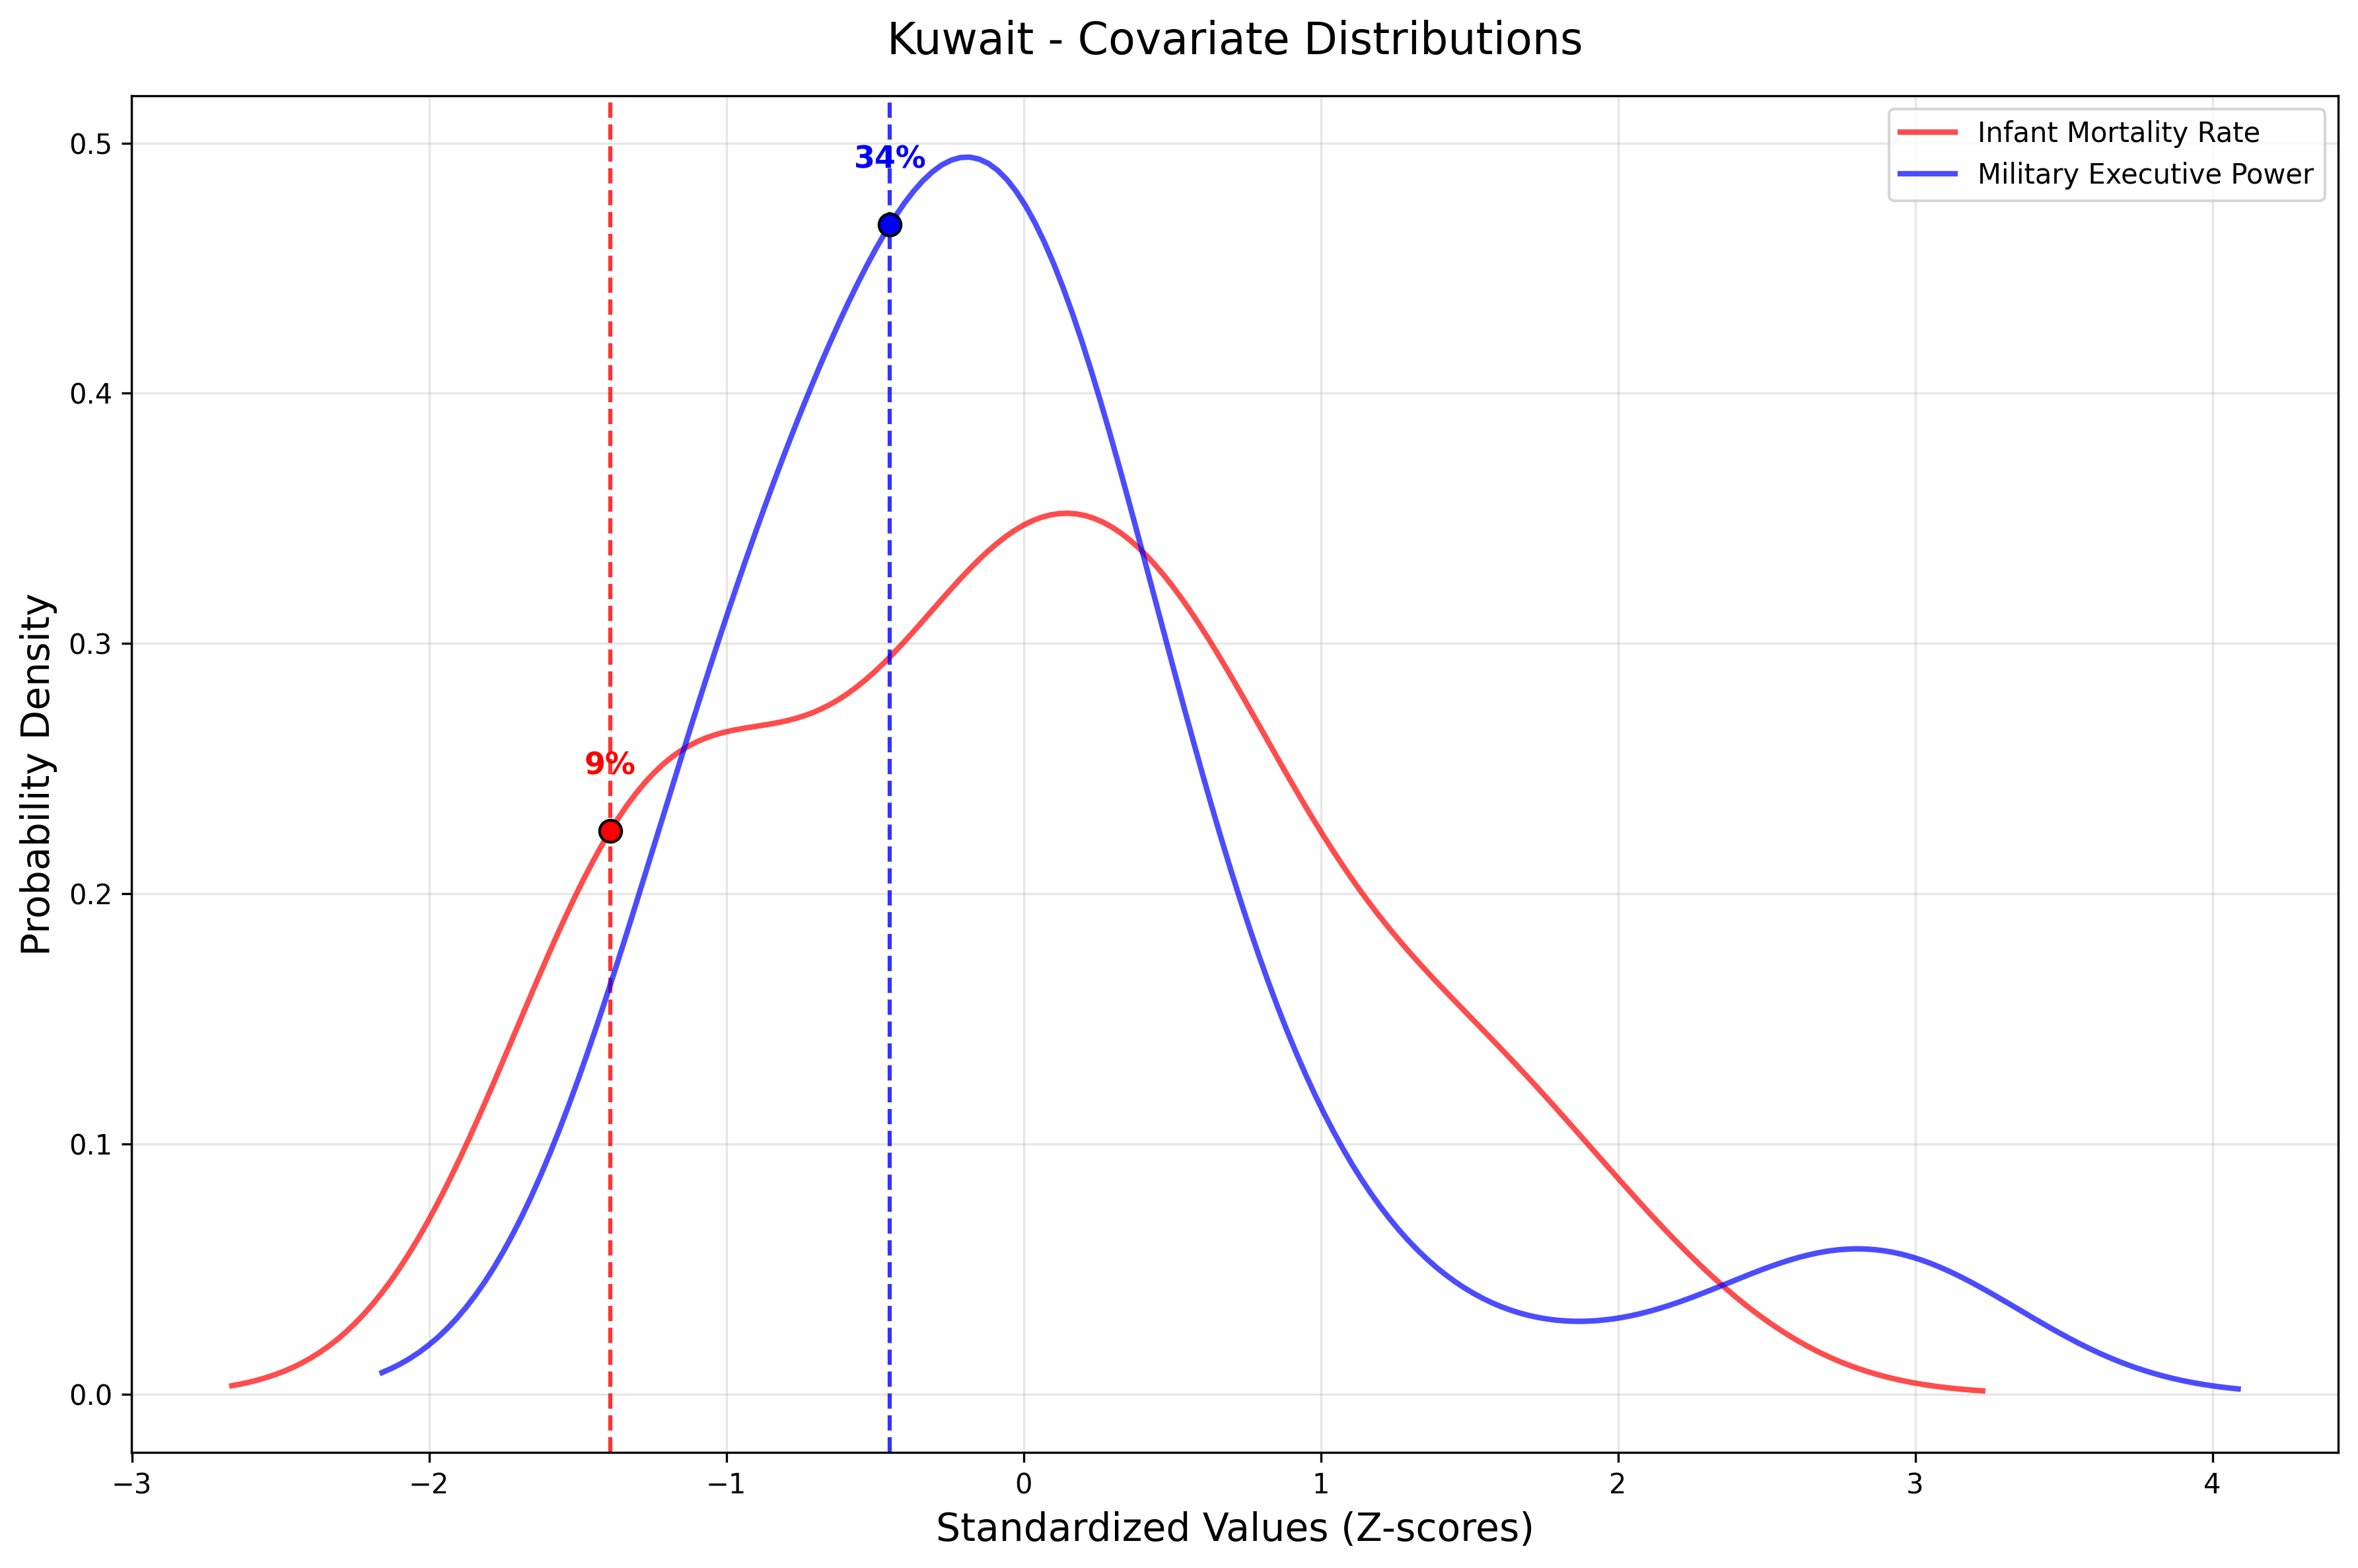 Kuwait - Covariate Distributions
Infant Mortality Rate
Military Executive Power
34%
9%
Probability Density
0.5
0.4
0.3
0.2
0.1
0.0
−3 −2 −1 0 1 2 3 4
Standardized Values (Z-scores)